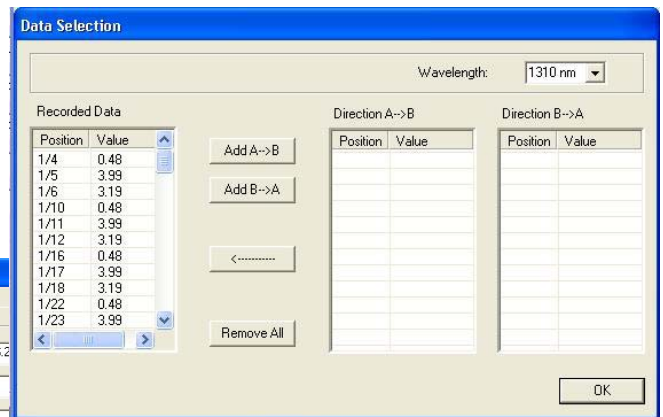 Data Selection
Wavelength: 1310 nm
Recorded Data
Position Value
1/4 0.48
1/5 3.99
1/6 3.19
1/10 0.48
1/11 3.99
1/12 3.19
1/16 0.48
1/17 3.99
1/18 3.19
1/22 0.48
1/23 3.99
Add A-->B
Add B-->A
<-----------
Remove All
Direction A-->B
Position Value
Direction B-->A
Position Value
OK